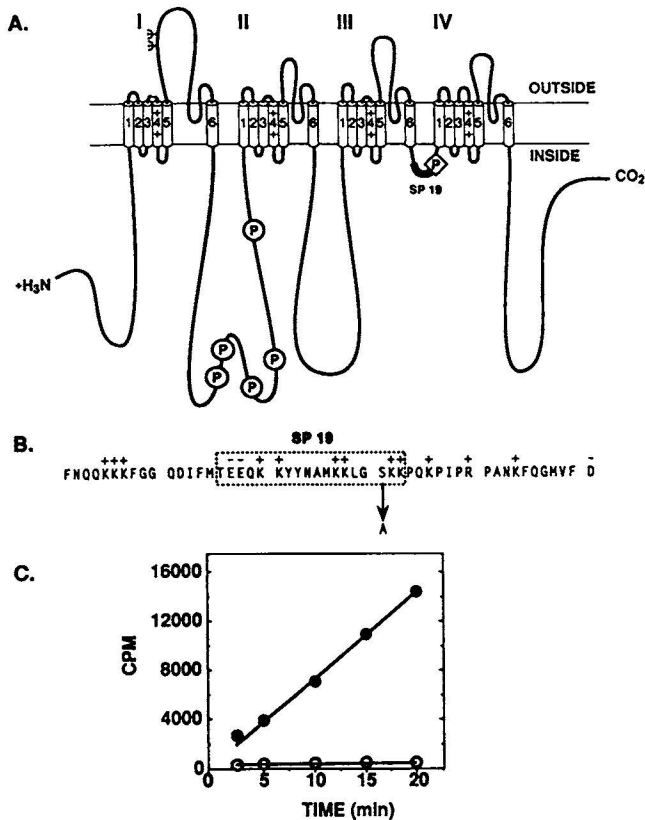 A.
I II III IV
OUTSIDE
1 2 3 4 5 6 1 2 3 4 5 6 1 2 3 4 5 6 1 2 3 4 5 6
+ + + + + + + +
INSIDE
P
SP 19
CO₂⁻
P
+H₃N
P P P P
B.
SP 19
+++ -- + + ++ ++ + + + -
FNQQKKKFGG QDIFMTEEQK KYYNAMKKLG SKKPQKPIPR PANKFQGMVF D
A
C.
16000
12000
8000
4000
0
CPM
0 5 10 15 20
TIME (min)